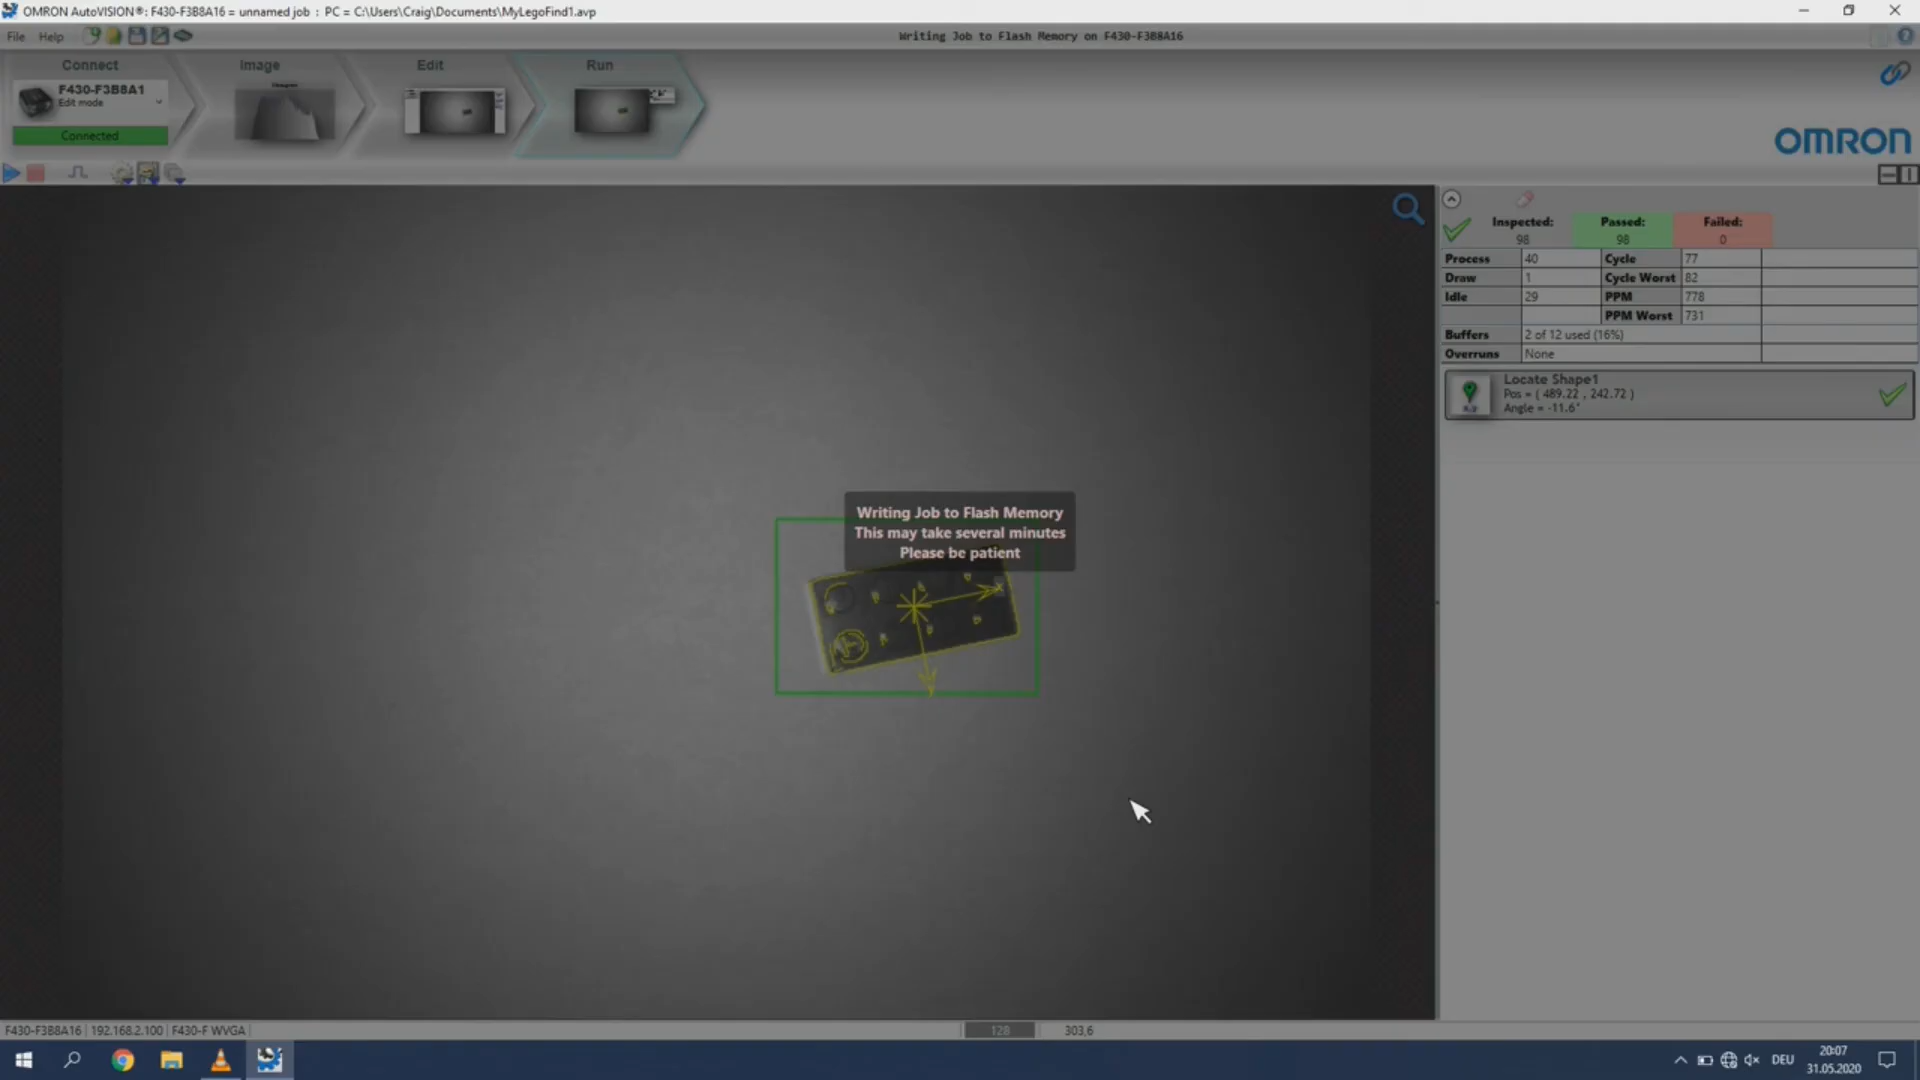 OMRON AutoVISION®: F430-F3B8A16 = unnamed job : PC = C:\Users\Craig\Documents\MyLegoFind1.avp
File Help
Writing Job to Flash Memory on F430-F3B8A16
Connect Image Edit Run
F430-F3B8A1
Edit mode
Connected
Histogram
OMRON
Inspected: Passed: Failed:
98 98 0
Process 40 Cycle 77
Draw 1 Cycle Worst 82
Idle 29 PPM 778
PPM Worst 731
Buffers 2 of 12 used (16%)
Overruns None
Locate Shape1
Pos = ( 489.22 , 242.72 )
Angle = -11.6°
X,Y
Writing Job to Flash Memory
This may take several minutes
Please be patient
F430-F3B8A16 192.168.2.100 F430-F WVGA 128 303,6
DEU 20:07
31.05.2020